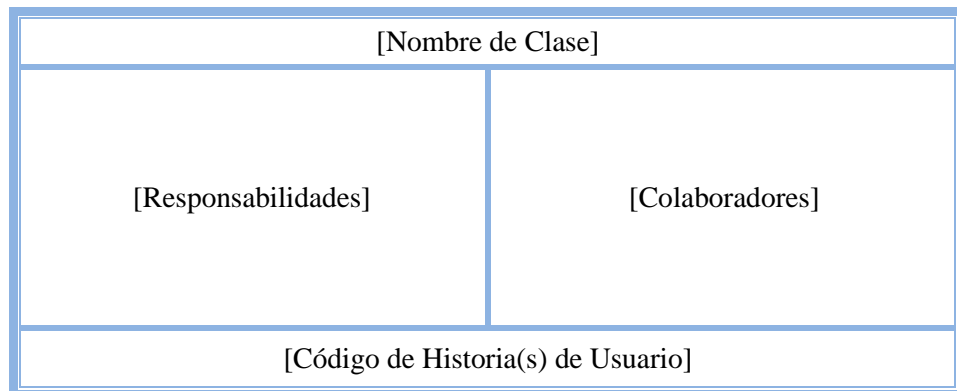 [Nombre de Clase]
[Responsabilidades]
[Colaboradores]
[Código de Historia(s) de Usuario]